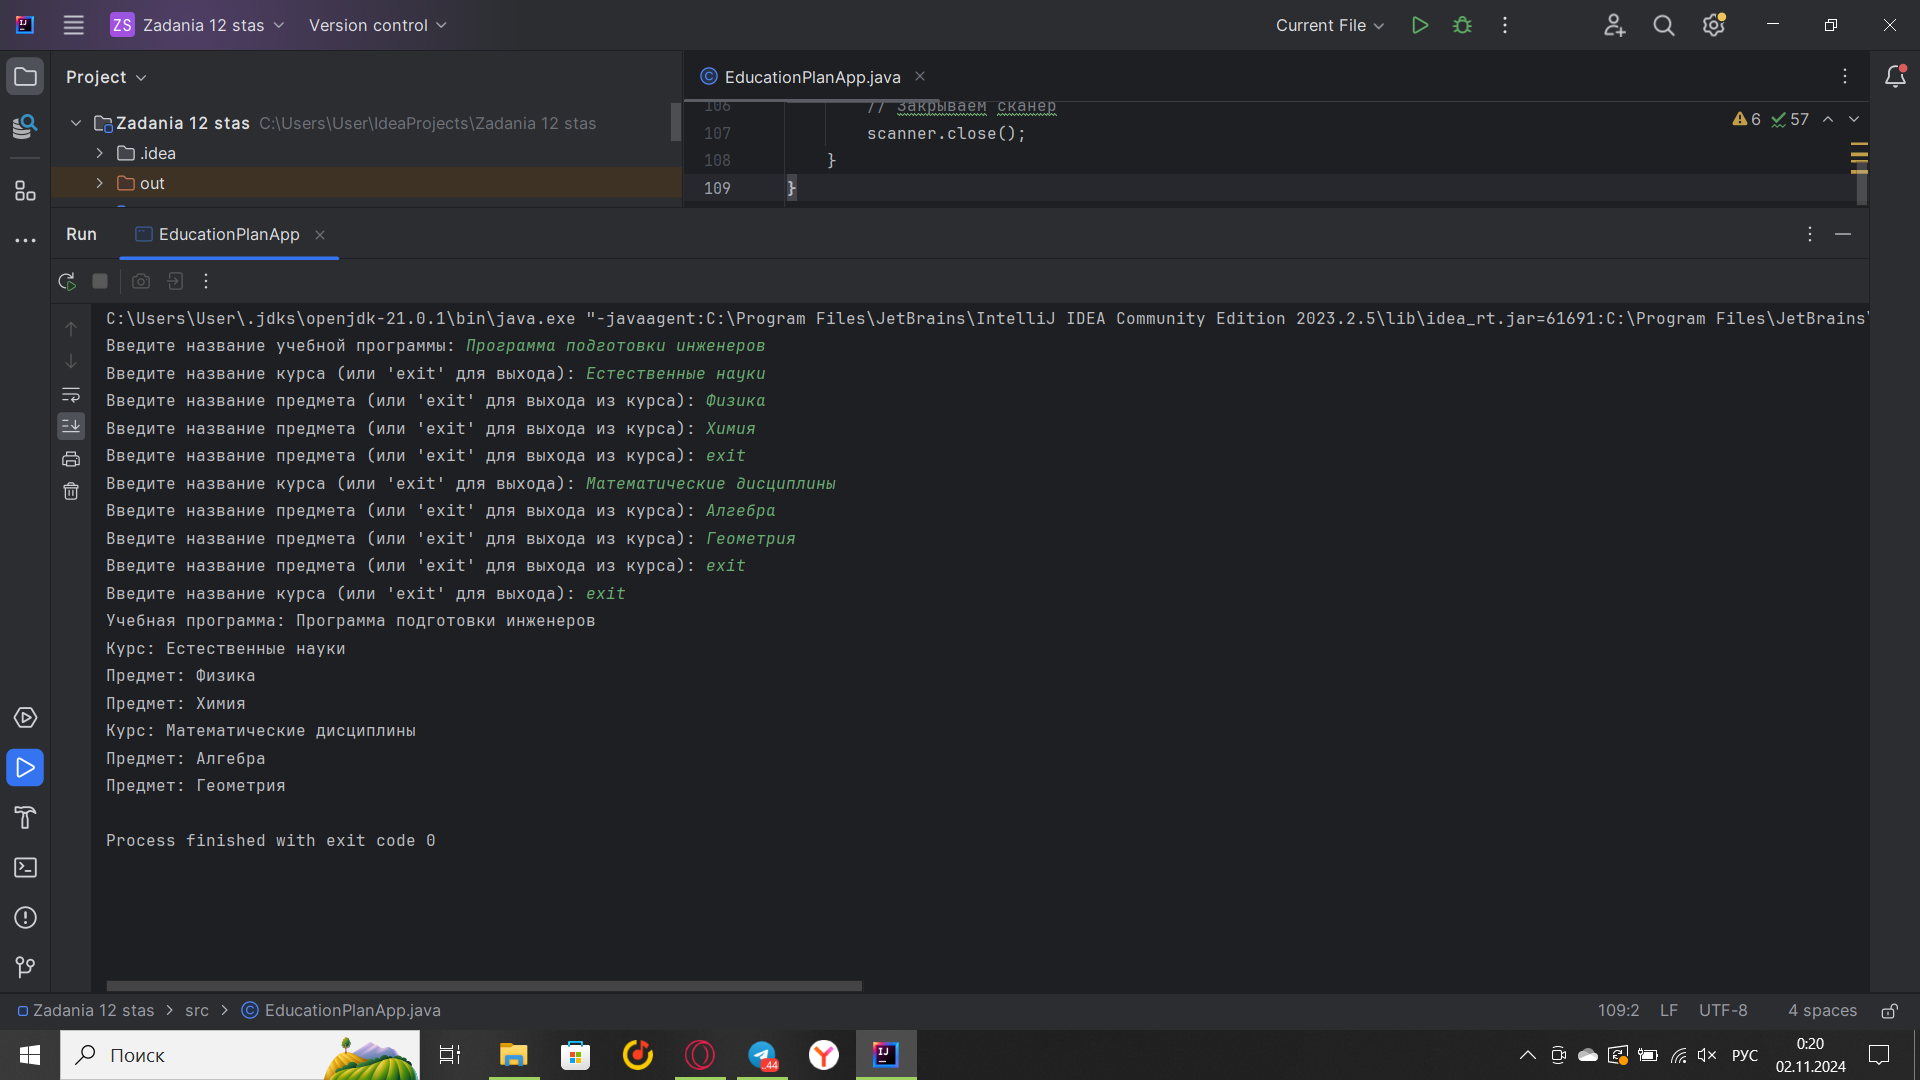 ZS Zadania 12 stas Version control Current File
Project
EducationPlanApp.java
Zadania 12 stas C:\Users\User\IdeaProjects\Zadania 12 stas
.idea
out
106 // Закрываем сканер
107 scanner.close();
108 }
109 }
6 57
Run EducationPlanApp
C:\Users\User\.jdks\openjdk-21.0.1\bin\java.exe "-javaagent:C:\Program Files\JetBrains\IntelliJ IDEA Community Edition 2023.2.5\lib\idea_rt.jar=61691:C:\Program Files\JetBrains\
Введите название учебной программы: Программа подготовки инженеров
Введите название курса (или 'exit' для выхода): Естественные науки
Введите название предмета (или 'exit' для выхода из курса): Физика
Введите название предмета (или 'exit' для выхода из курса): Химия
Введите название предмета (или 'exit' для выхода из курса): exit
Введите название курса (или 'exit' для выхода): Математические дисциплины
Введите название предмета (или 'exit' для выхода из курса): Алгебра
Введите название предмета (или 'exit' для выхода из курса): Геометрия
Введите название предмета (или 'exit' для выхода из курса): exit
Введите название курса (или 'exit' для выхода): exit
Учебная программа: Программа подготовки инженеров
Курс: Естественные науки
Предмет: Физика
Предмет: Химия
Курс: Математические дисциплины
Предмет: Алгебра
Предмет: Геометрия
Process finished with exit code 0
Zadania 12 stas > src > EducationPlanApp.java 109:2 LF UTF-8 4 spaces
Поиск
44
РУС
0:20
02.11.2024